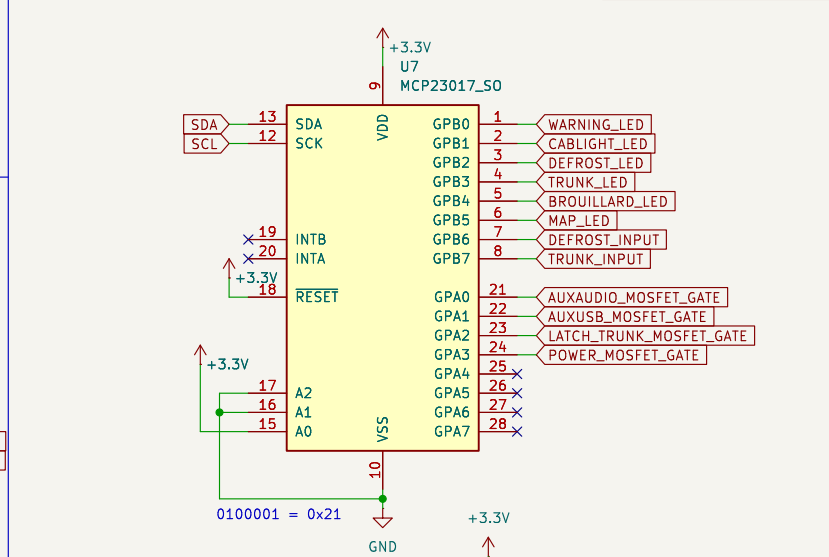 +3.3V
U7
MCP23017_SO
9
VDD
SDA 13 SDA
SCL 12 SCK
19 INTB
20 INTA
+3.3V
18 RESET
+3.3V
17 A2
16 A1
15 A0
GPB0 1 WARNING_LED
GPB1 2 CABLIGHT_LED
GPB2 3 DEFROST_LED
GPB3 4 TRUNK_LED
GPB4 5 BROUILLARD_LED
GPB5 6 MAP_LED
GPB6 7 DEFROST_INPUT
GPB7 8 TRUNK_INPUT
GPA0 21 AUXAUDIO_MOSFET_GATE
GPA1 22 AUXUSB_MOSFET_GATE
GPA2 23 LATCH_TRUNK_MOSFET_GATE
GPA3 24 POWER_MOSFET_GATE
GPA4 25
GPA5 26
GPA6 27
GPA7 28
VSS
10
0100001 = 0x21
GND
+3.3V